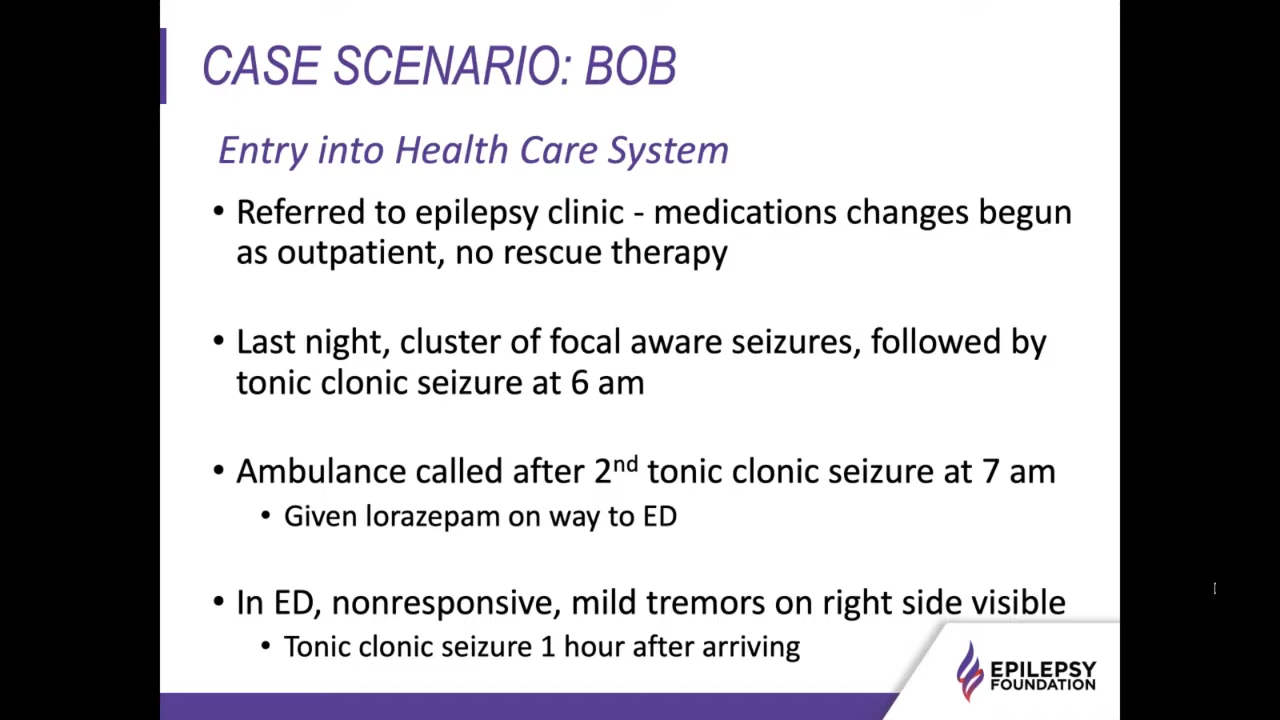 CASE SCENARIO: BOB
Entry into Health Care System
• Referred to epilepsy clinic - medications changes begun
as outpatient, no rescue therapy
• Last night, cluster of focal aware seizures, followed by
tonic clonic seizure at 6 am
• Ambulance called after 2nd tonic clonic seizure at 7 am
• Given lorazepam on way to ED
• In ED, nonresponsive, mild tremors on right side visible
• Tonic clonic seizure 1 hour after arriving
EPILEPSY
FOUNDATION